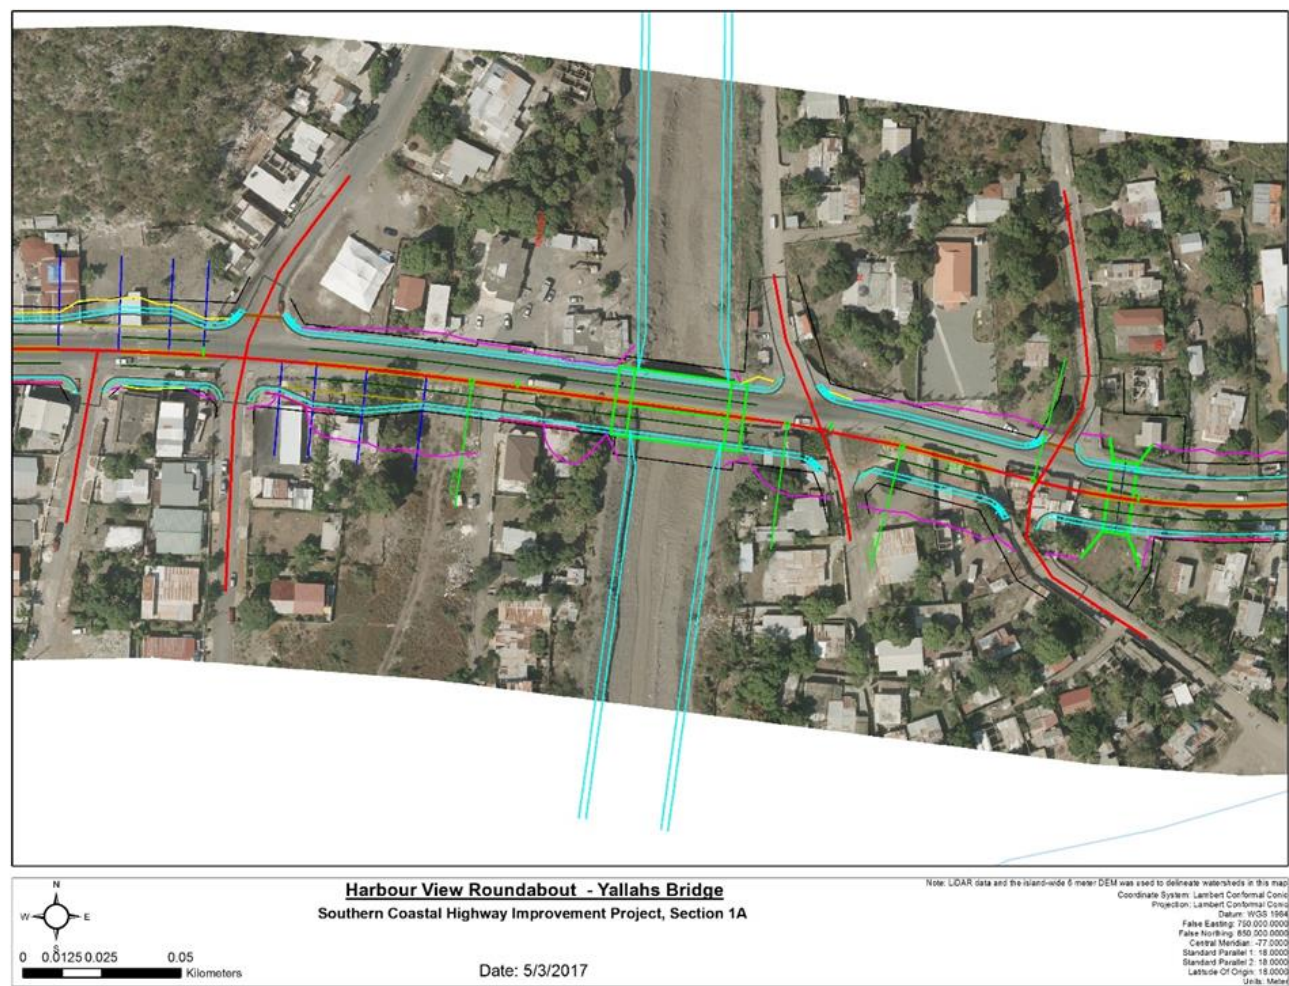 Harbour View Roundabout - Yallahs Bridge
Southern Coastal Highway Improvement Project, Section 1A
Date: 5/3/2017
N
W
E
S
0 0.0125 0.025 0.05
Kilometers
Note: LiDAR data and the island-wide 6 meter DEM was used to delineate watersheds in this map
Coordinate System: Lambert Conformal Conic
Projection: Lambert Conformal Conic
Datum: WGS 1984
False Easting: 750,000.0000
False Northing: 650,000.0000
Central Meridian: -77.0000
Standard Parallel 1: 18.0000
Standard Parallel 2: 18.0000
Latitude Of Origin: 18.0000
Units: Meter